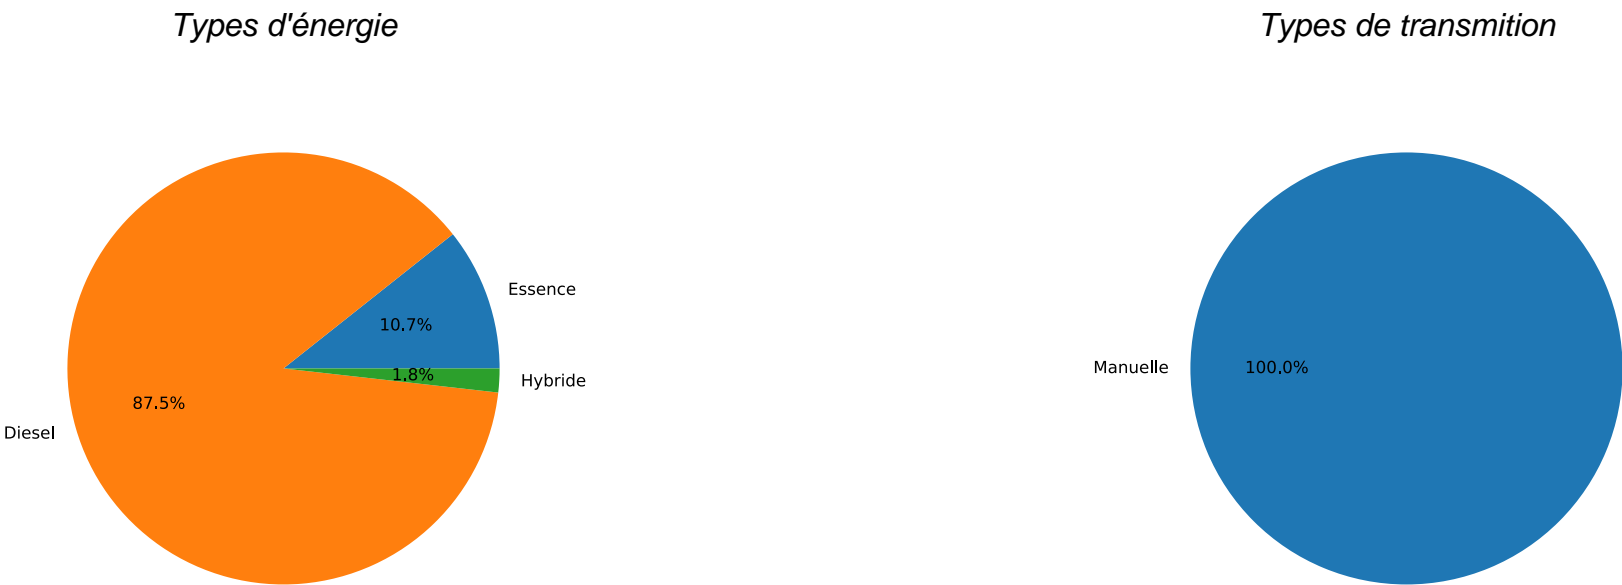 Types d'énergie
Types de transmition
Essence
10.7%
1.8%
Hybride
87.5%
Diesel
Manuelle
100.0%